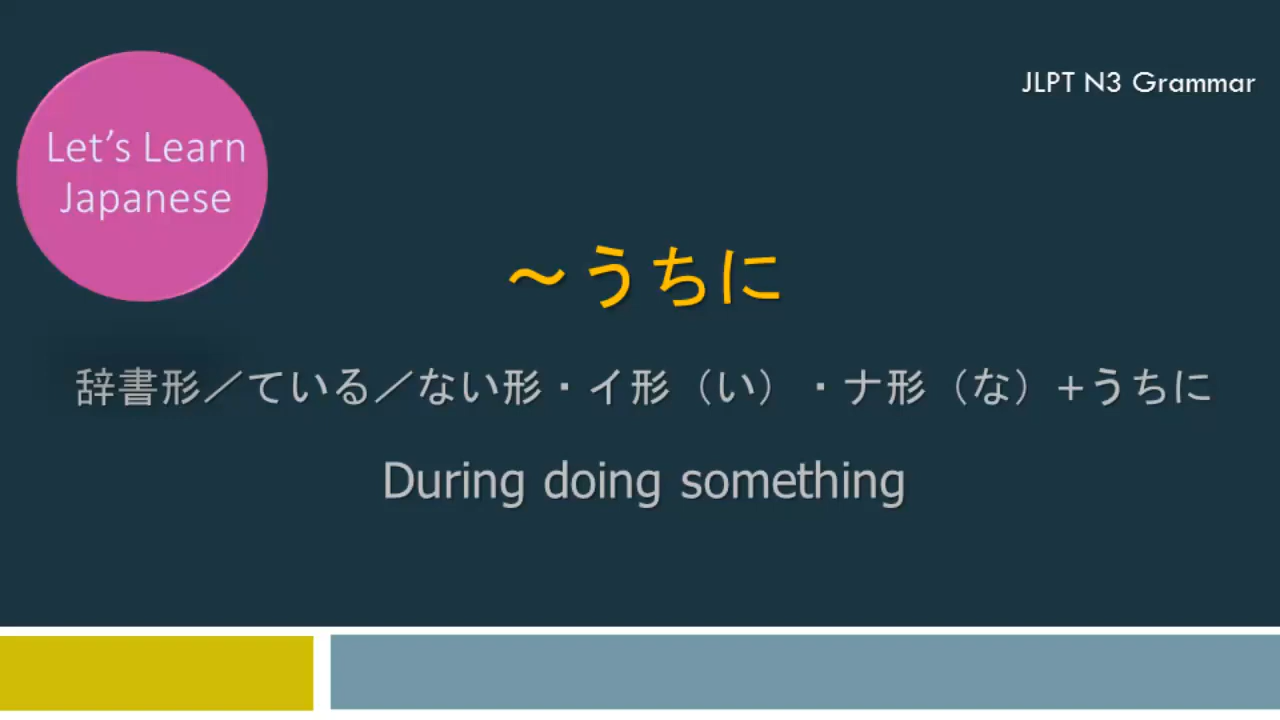 JLPT N3 Grammar
Let's Learn
Japanese
～うちに
辞書形／ている／ない形・イ形（い）・ナ形（な）+うちに
During doing something